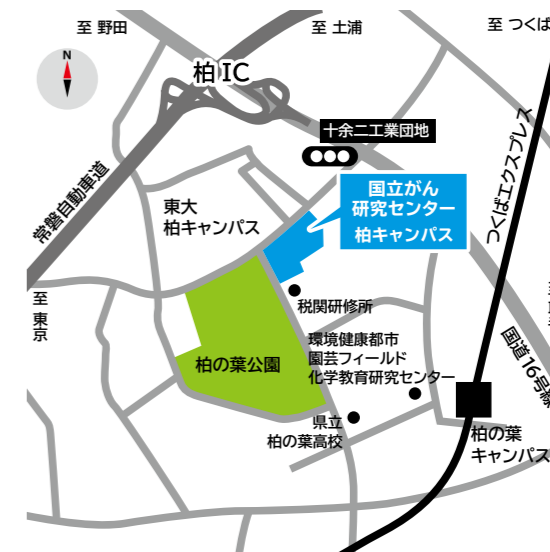 至 野田
至 土浦
至 つくば
N
柏 IC
十余二工業団地
国立がん
研究センター
柏キャンパス
つくばエクスプレス
常磐自動車道
東大
柏キャンパス
至 東京
税関研修所
環境健康都市
園芸フィールド
化学教育研究センター
国道16号線
柏の葉公園
県立
柏の葉高校
柏の葉
キャンパス
至